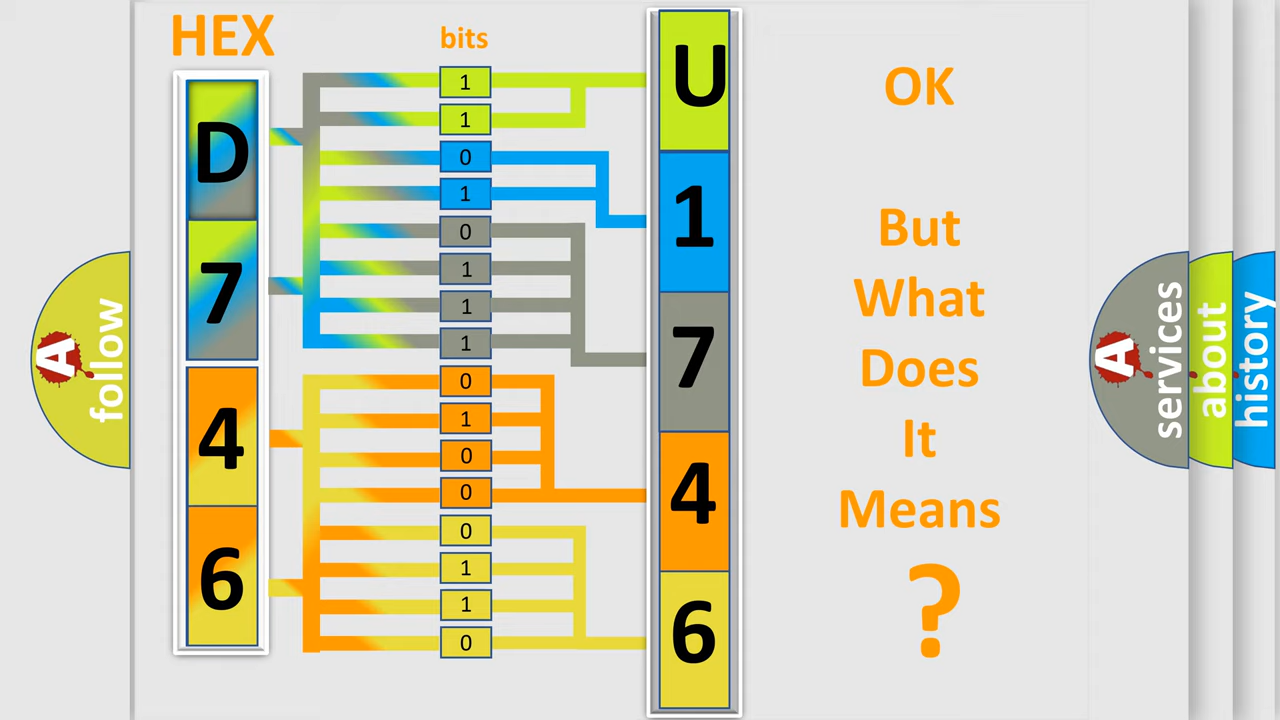 HEX
bits
D
7
4
6
1
1
0
1
0
1
1
1
0
1
0
0
0
1
1
0
U
1
7
4
6
OK
But
What
Does
It
Means
?
A
follow
A
services
about
history